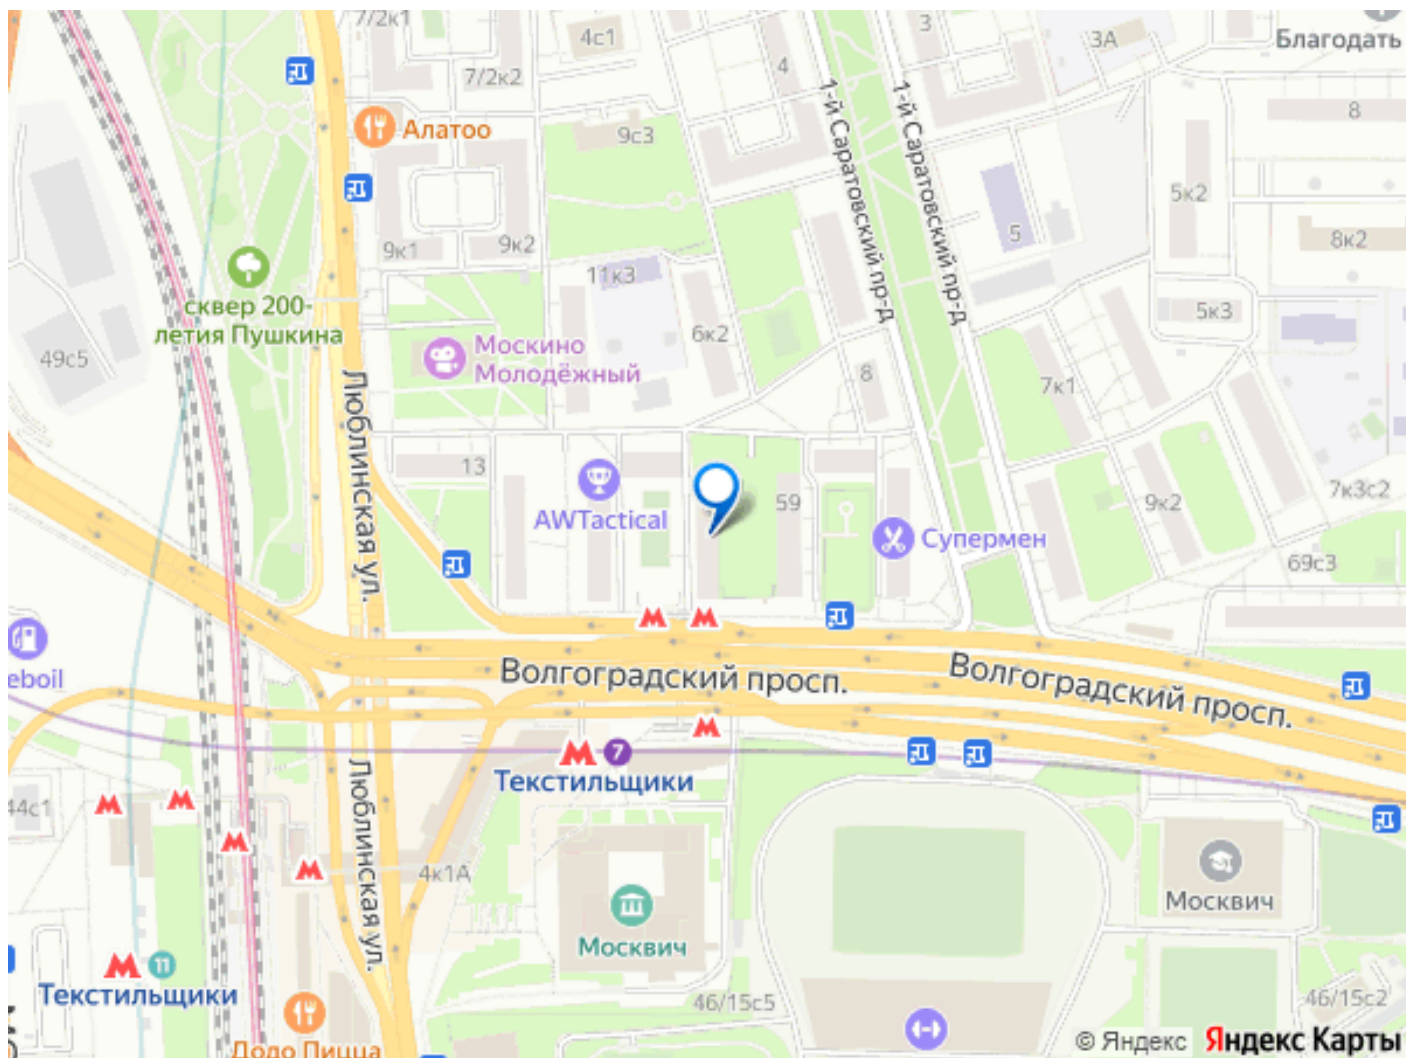 7/2к1
4с1
3
3А
Благодать
7/2к2
4
8
Алатоо
9с3
1-й Саратовский пр-д
1-й Саратовский пр-д
5к2
5
8к2
9к1
9к2
11к3
сквер 200-
летия Пушкина
5к3
49с5
6к2
Москино
Молодёжный
8
7к1
Люблинская ул.
13
59
9к2
7к3с2
AWTactical
Супермен
69с3
Волгоградский просп.
Волгоградский просп.
eboil
7
Текстильщики
44с1
Люблинская ул.
4к1А
Москвич
Москвич
11
Текстильщики
46/15с5
46/15с2
Додо Пицца
© Яндекс Яндекс Карты